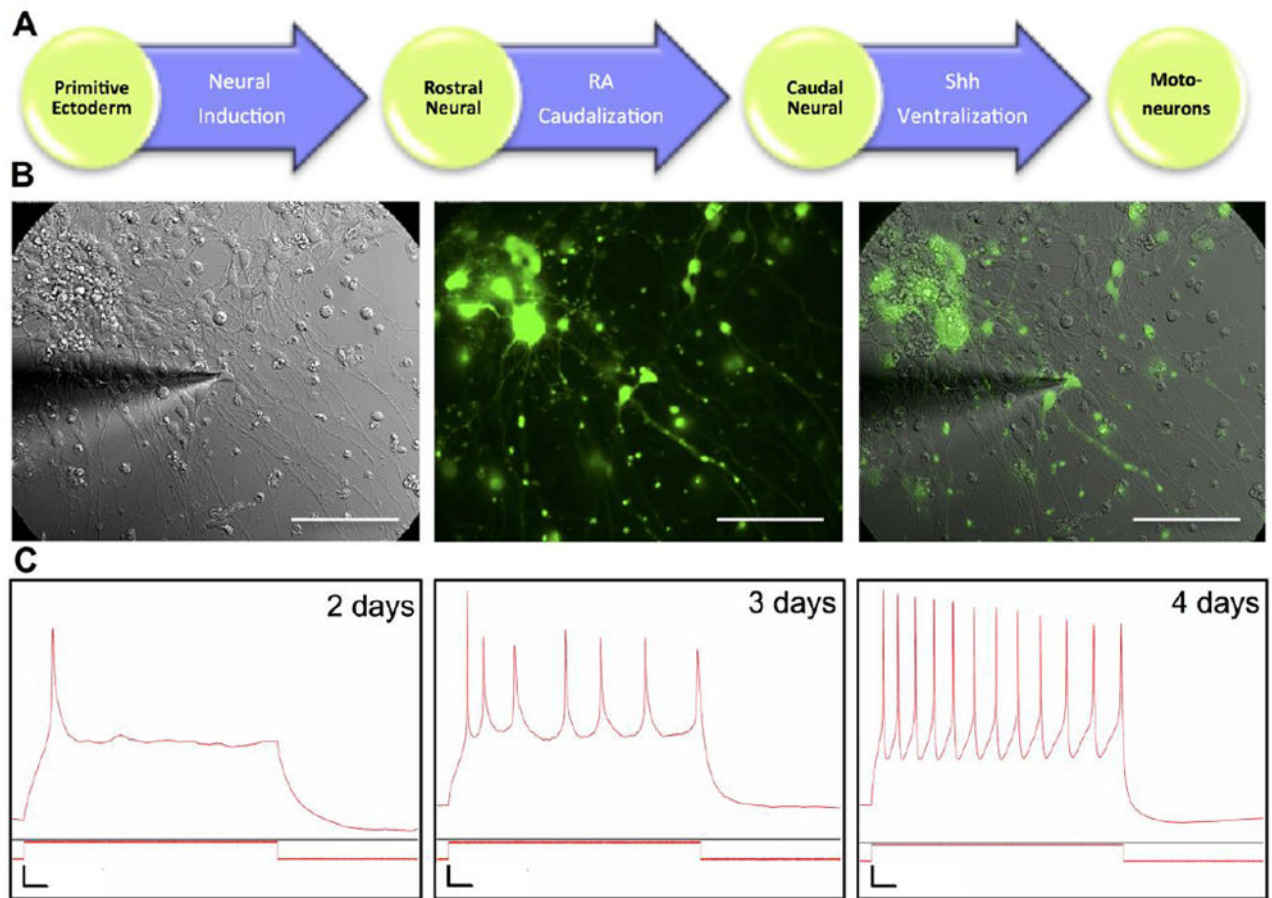 A
Primitive
Ectoderm
Neural
Induction
Rostral
Neural
RA
Caudalization
Caudal
Neural
Shh
Ventralization
Moto-
neurons
B
C
2 days
3 days
4 days